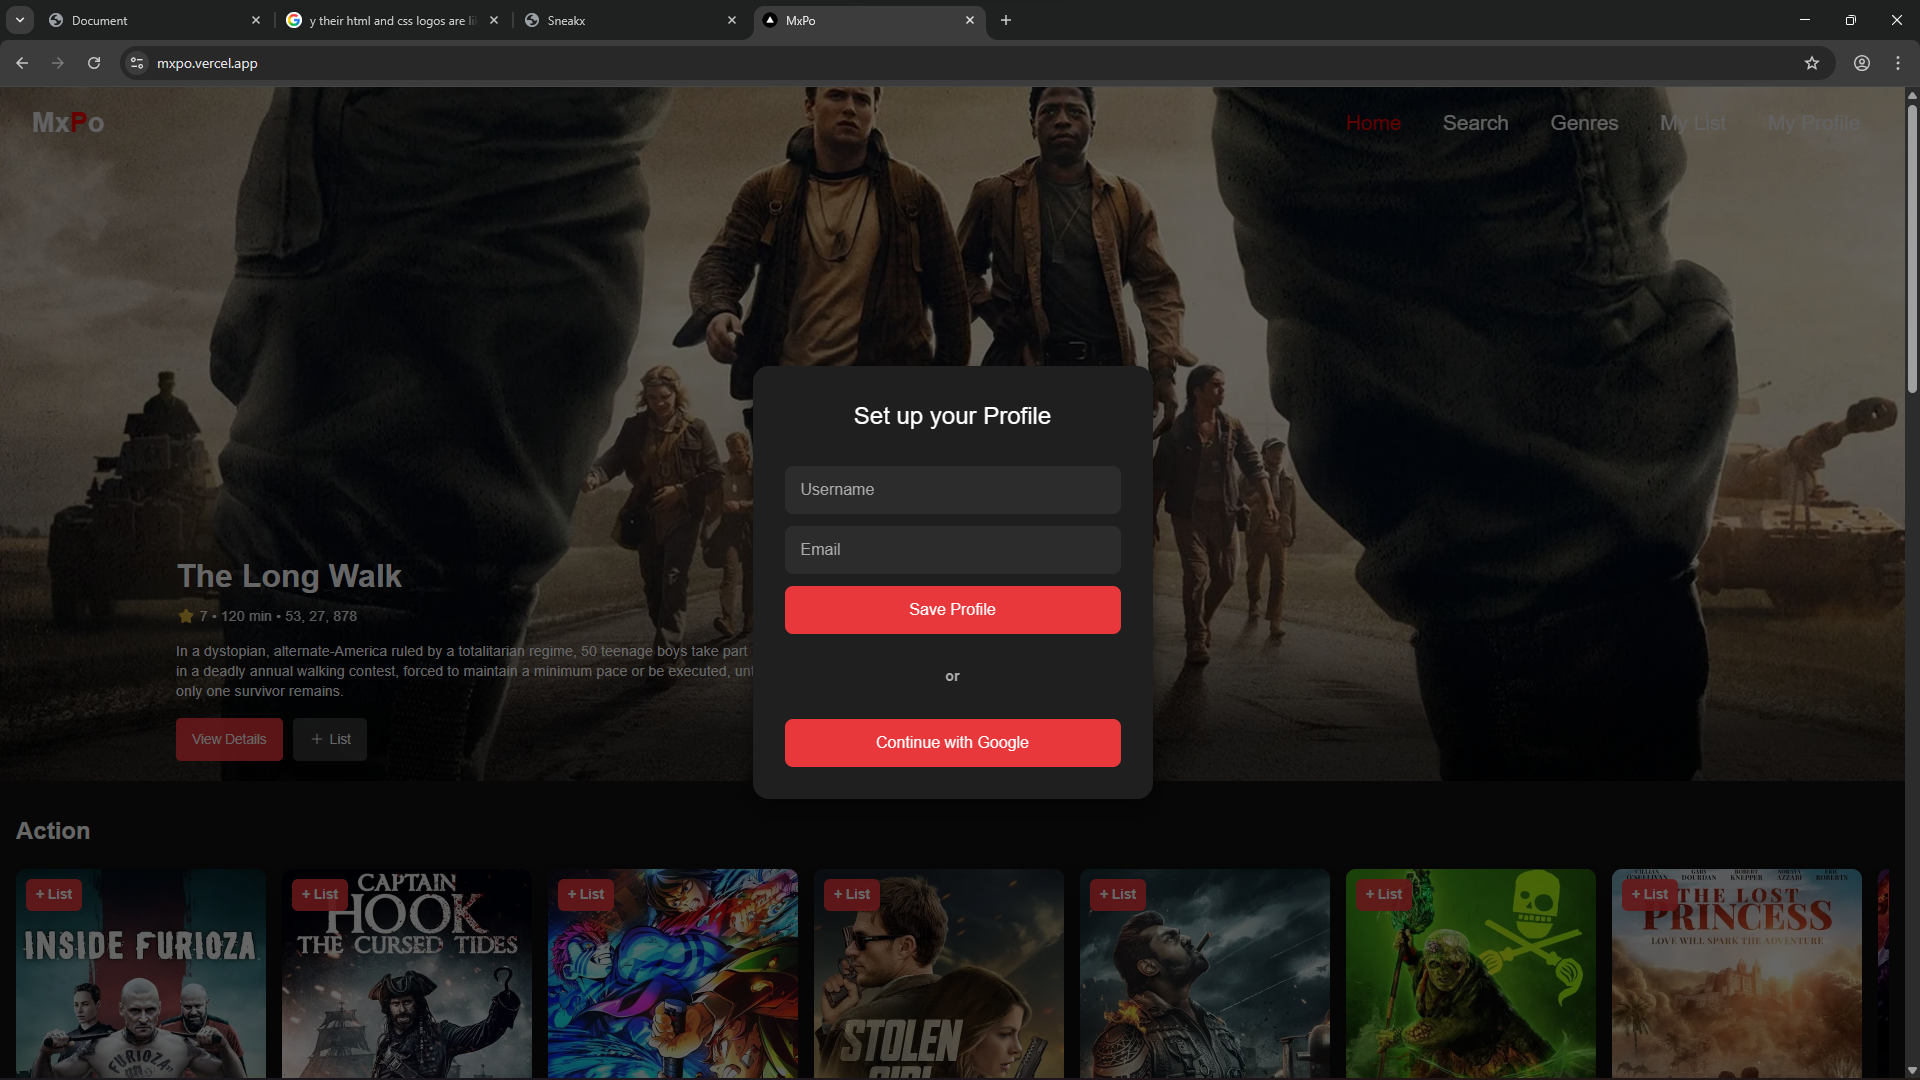 Document
y their html and css logos are li
Sneakx
MxPo
mxpo.vercel.app
MxPo
Home
Search
Genres
My List
My Profile
Set up your Profile
Username
Email
Save Profile
or
Continue with Google
The Long Walk
7 • 120 min • 53, 27, 878
In a dystopian, alternate-America ruled by a totalitarian regime, 50 teenage boys take part
in a deadly annual walking contest, forced to maintain a minimum pace or be executed, unt
only one survivor remains.
View Details
+ List
Action
+ List
INSIDE FURIOZA
FURIOZA
+ List
CAPTAIN
HOOK
THE CURSED TIDES
+ List
+ List
STOLEN
GIRL
+ List
+ List
+ List
THE LOST
PRINCESS
LOVE WILL SPARK THE ADVENTURE